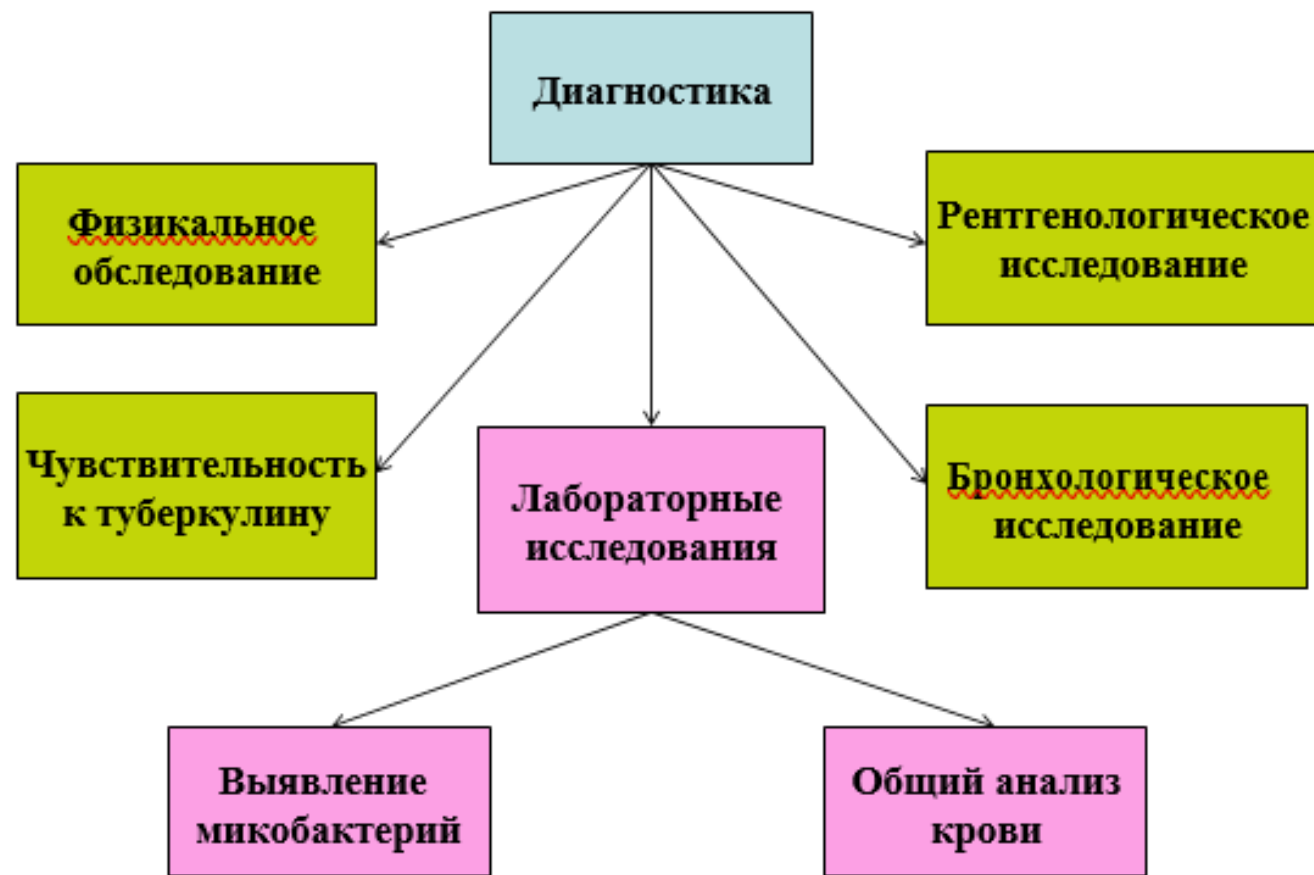 Диагностика
Физикальное
обследование
Рентгенологическое
исследование
Чувствительность
к туберкулину
Лабораторные
исследования
Бронхологическое
исследование
Выявление
микобактерий
Общий анализ
крови